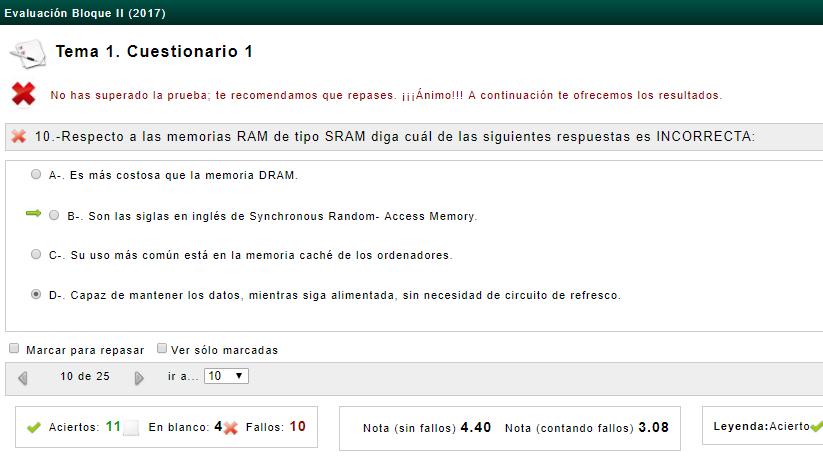 Evaluación Bloque II (2017)
Tema 1. Cuestionario 1
No has superado la prueba; te recomendamos que repases. ¡¡¡Ánimo!!! A continuación te ofrecemos los resultados.
10.-Respecto a las memorias RAM de tipo SRAM diga cuál de las siguientes respuestas es INCORRECTA:
A-. Es más costosa que la memoria DRAM.
B-. Son las siglas en inglés de Synchronous Random- Access Memory.
C-. Su uso más común está en la memoria caché de los ordenadores.
D-. Capaz de mantener los datos, mientras siga alimentada, sin necesidad de circuito de refresco.
Marcar para repasar Ver sólo marcadas
10 de 25 ir a... 10
Aciertos: 11 En blanco: 4 Fallos: 10 Nota (sin fallos) 4.40 Nota (contando fallos) 3.08 Leyenda:Acierto